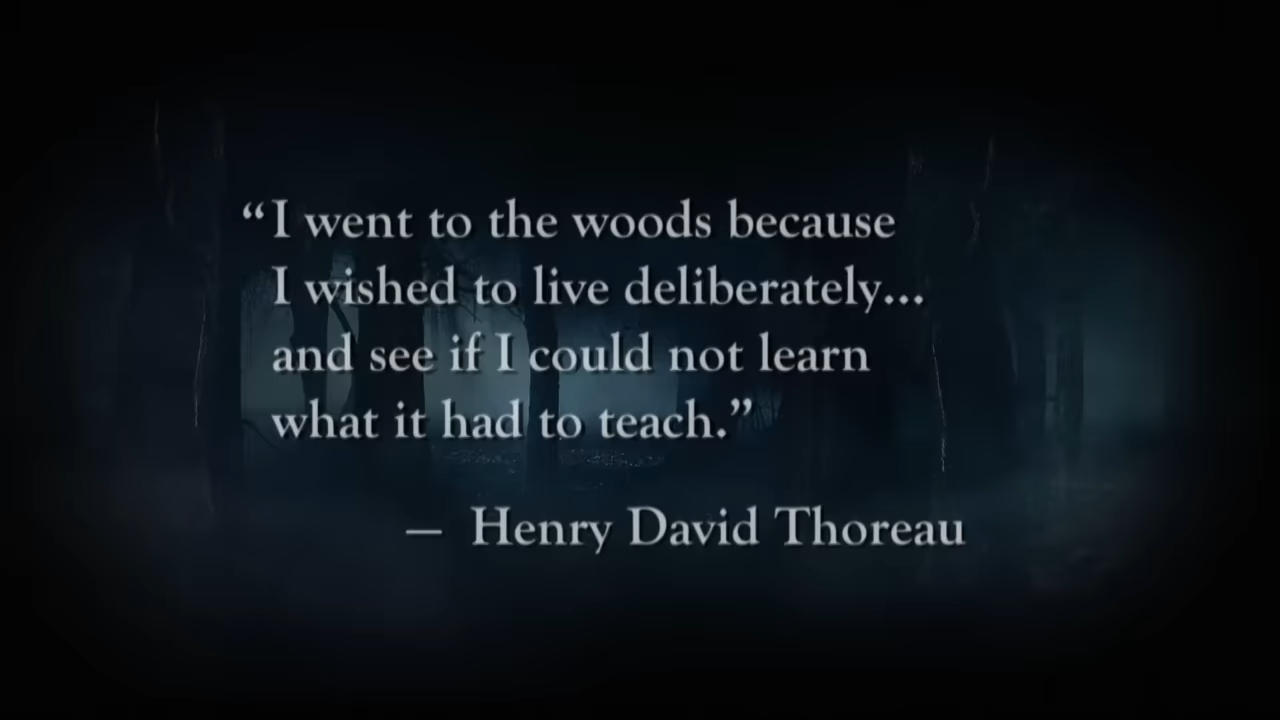 “I went to the woods because
I wished to live deliberately...
and see if I could not learn
what it had to teach.”
– Henry David Thoreau